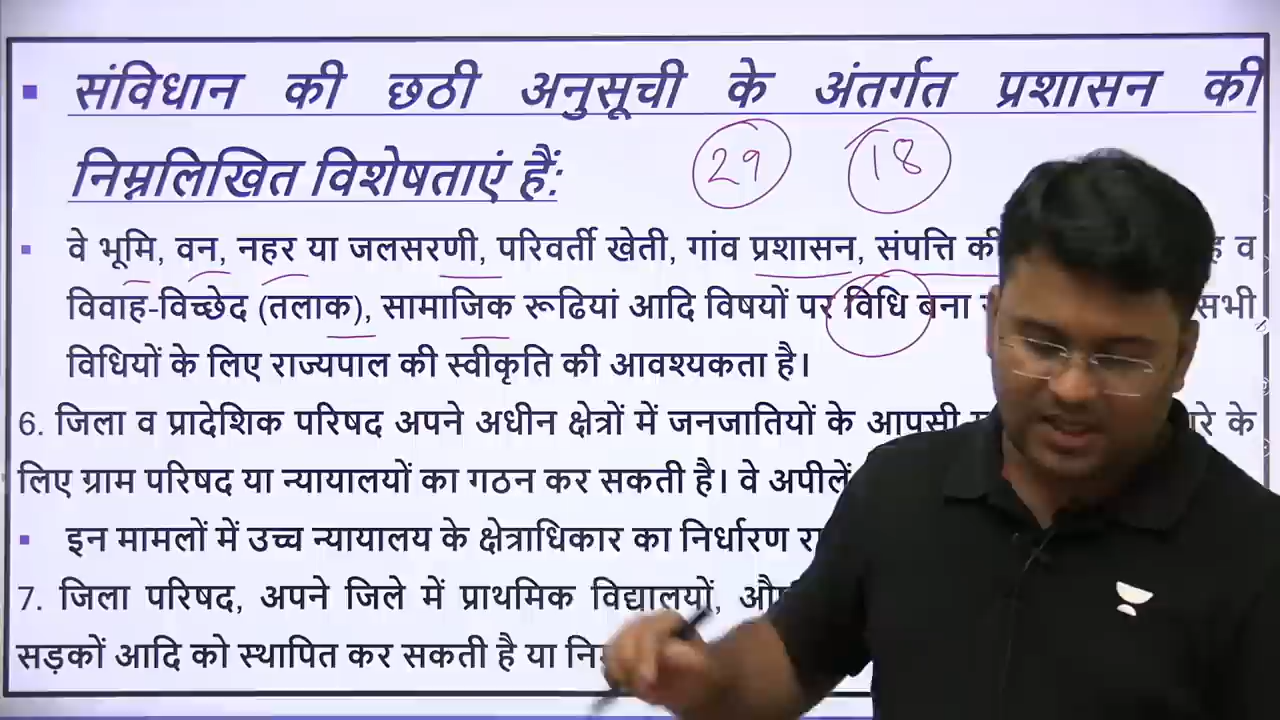 संविधान की छठी अनुसूची के अंतर्गत प्रशासन की
निम्नलिखित विशेषताएं हैं:
29 18
वे भूमि, वन, नहर या जलसरणी, परिवर्ती खेती, गांव प्रशासन, संपत्ति की व
विवाह-विच्छेद (तलाक), सामाजिक रूढियां आदि विषयों पर विधि बना सभी
विधियों के लिए राज्यपाल की स्वीकृति की आवश्यकता है।
6. जिला व प्रादेशिक परिषद अपने अधीन क्षेत्रों में जनजातियों के आपसी के
लिए ग्राम परिषद या न्यायालयों का गठन कर सकती है। वे अपीलें
इन मामलों में उच्च न्यायालय के क्षेत्राधिकार का निर्धारण
7. जिला परिषद, अपने जिले में प्राथमिक विद्यालयों,
सड़कों आदि को स्थापित कर सकती है या